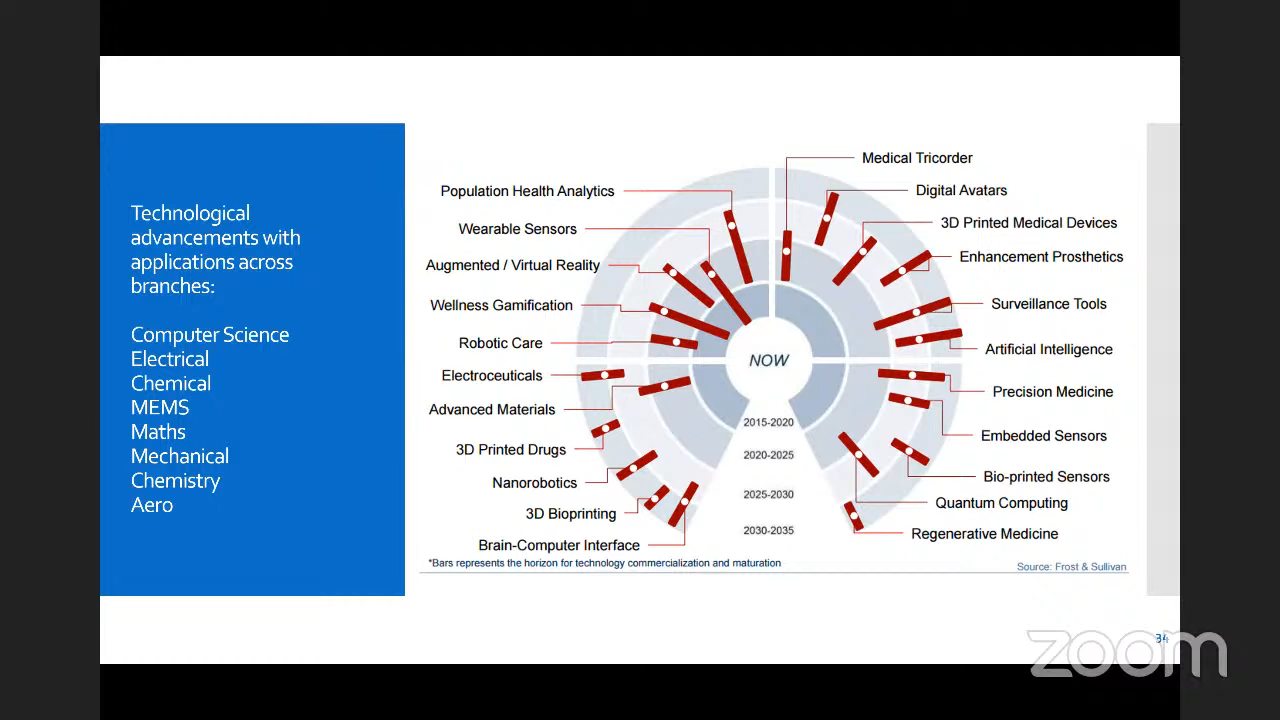 Technological
advancements with
applications across
branches:
Computer Science
Electrical
Chemical
MEMS
Maths
Mechanical
Chemistry
Aero
Population Health Analytics
Wearable Sensors
Augmented / Virtual Reality
Wellness Gamification
Robotic Care
Electroceuticals
Advanced Materials
3D Printed Drugs
Nanorobotics
3D Bioprinting
Brain-Computer Interface
NOW
2015-2020
2020-2025
2025-2030
2030-2035
Medical Tricorder
Digital Avatars
3D Printed Medical Devices
Enhancement Prosthetics
Surveillance Tools
Artificial Intelligence
Precision Medicine
Embedded Sensors
Bio-printed Sensors
Quantum Computing
Regenerative Medicine
*Bars represents the horizon for technology commercialization and maturation
Source: Frost & Sullivan
34
zoom